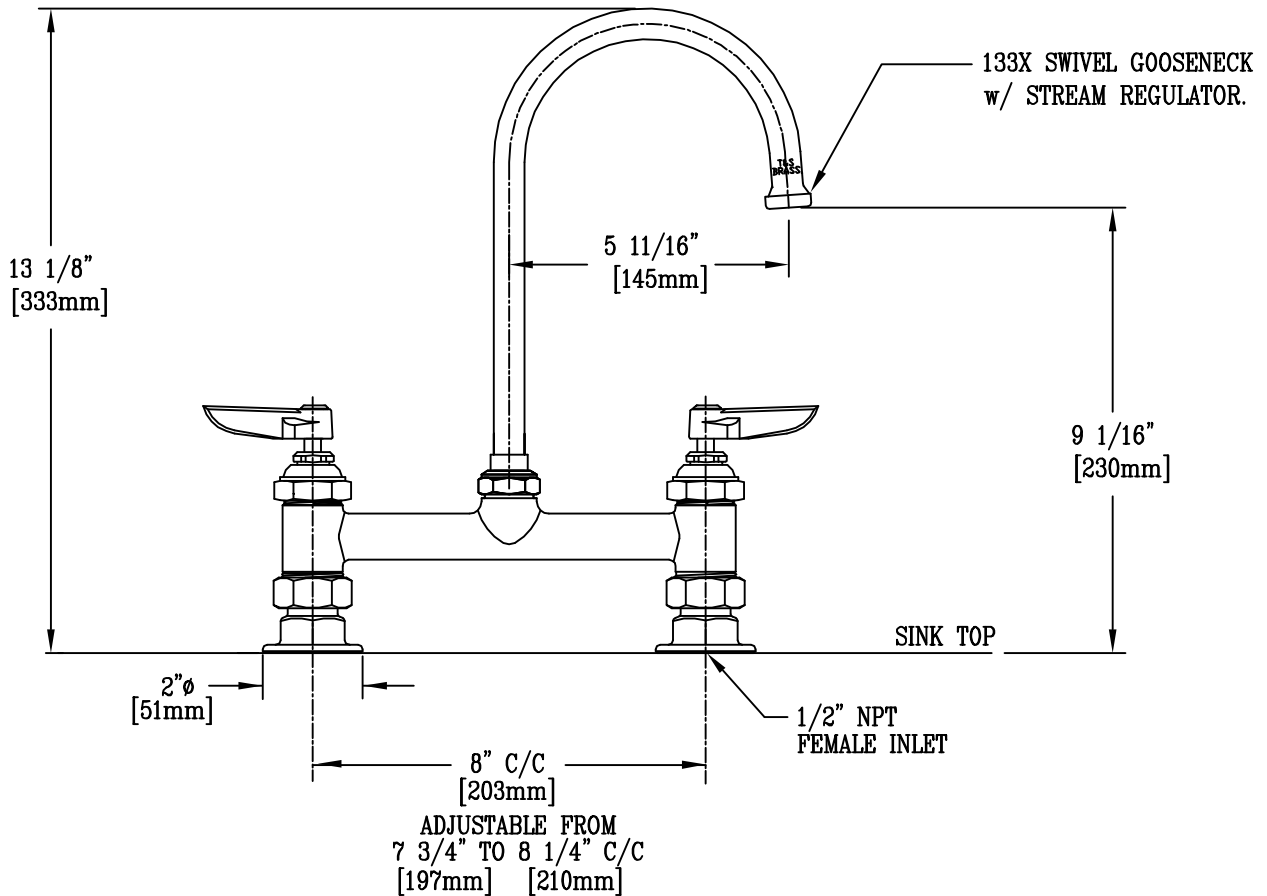 133X SWIVEL GOOSENECK
w/ STREAM REGULATOR.
T&S
BRASS
5 11/16”
[145mm]
13 1/8”
[333mm]
9 1/16”
[230mm]
SINK TOP
2”ø
[51mm]
1/2” NPT
FEMALE INLET
8” C/C
[203mm]
ADJUSTABLE FROM
7 3/4” TO 8 1/4” C/C
[197mm] [210mm]